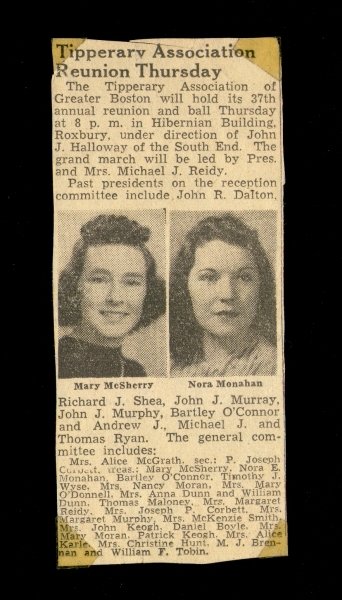 Tipperary Association
Reunion Thursday
The Tipperary Association of
Greater Boston will hold its 37th
annual reunion and ball Thursday
at 8 p. m. in Hibernian Building,
Roxbury, under direction of John
J. Halloway of the South End. The
grand march will be led by Pres.
and Mrs. Michael J. Reidy.
Past presidents on the reception
committee include John R. Dalton,
Mary McSherry
Nora Monahan
Richard J. Shea, John J. Murray,
John J. Murphy, Bartley O'Connor
and Andrew J., Michael J. and
Thomas Ryan. The general com-
mittee includes:
Mrs. Alice McGrath, sec.; P. Joseph
Corbett, treas.; Mary McSherry, Nora E.
Monahan, Bartley O'Connor, Timothy J.
Wyse, Mrs. Nancy Moran, Mrs. Mary
O'Donnell, Mrs. Anna Dunn and William
Dunn, Thomas Maloney, Mrs. Margaret
Reidy, Mrs. Joseph P. Corbett, Mrs.
Margaret Murphy, Mrs. McKenzie Smith,
Mrs. John Keogh, Daniel Boyle, Mrs.
Mary Moran, Patrick Keogh, Mrs. Alice
Karle, Mrs. Christine Hunt, M. J. Bren-
nan and William F. Tobin.